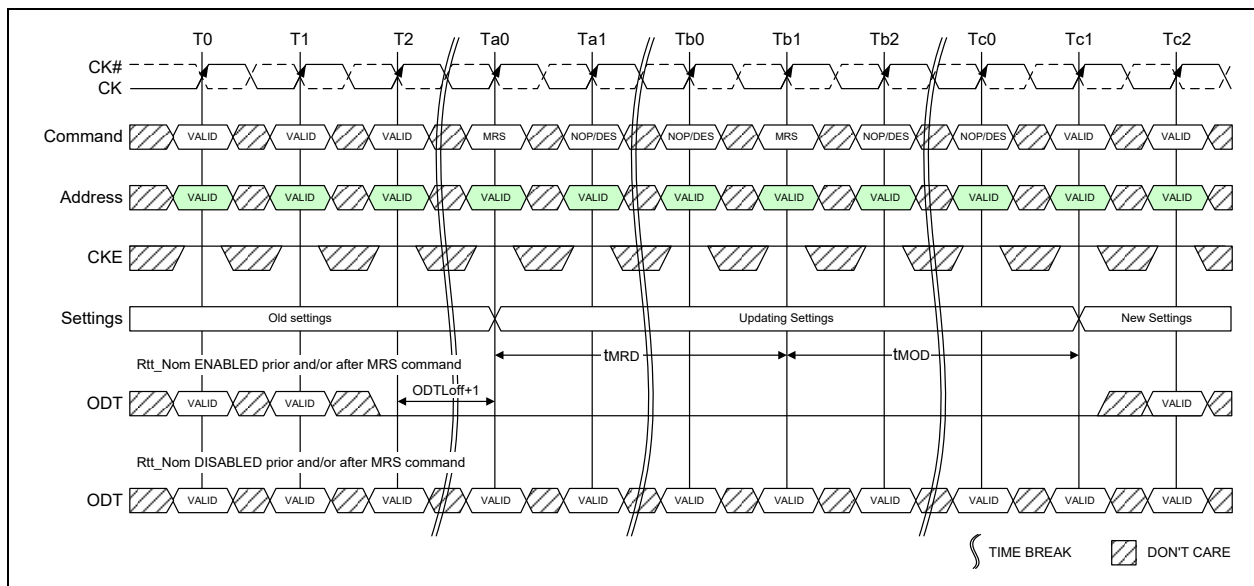 T0 T1 T2 Ta0 Ta1 Tb0 Tb1 Tb2 Tc0 Tc1 Tc2
CK#
CK
Command VALID VALID VALID MRS NOP/DES NOP/DES MRS NOP/DES NOP/DES VALID VALID
Address VALID VALID VALID VALID VALID VALID VALID VALID VALID VALID VALID
CKE
Settings Old settings Updating Settings New Settings
tMRD tMOD
Rtt_Nom ENABLED prior and/or after MRS command
ODTLoff+1
ODT VALID VALID VALID
Rtt_Nom DISABLED prior and/or after MRS command
ODT VALID VALID VALID VALID VALID VALID VALID VALID VALID VALID VALID
TIME BREAK DON'T CARE